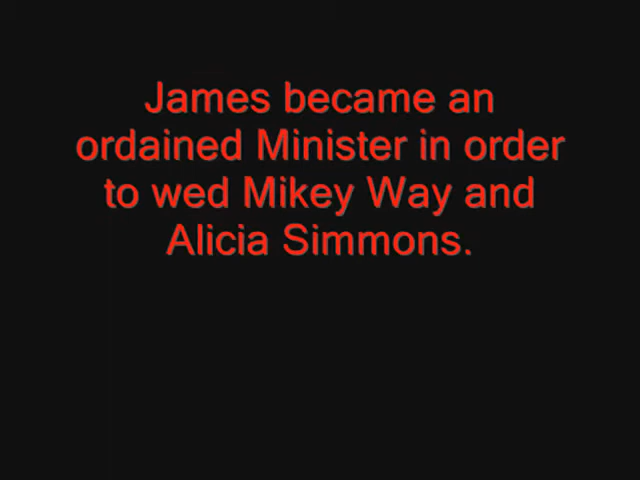 James became an
ordained Minister in order
to wed Mikey Way and
Alicia Simmons.